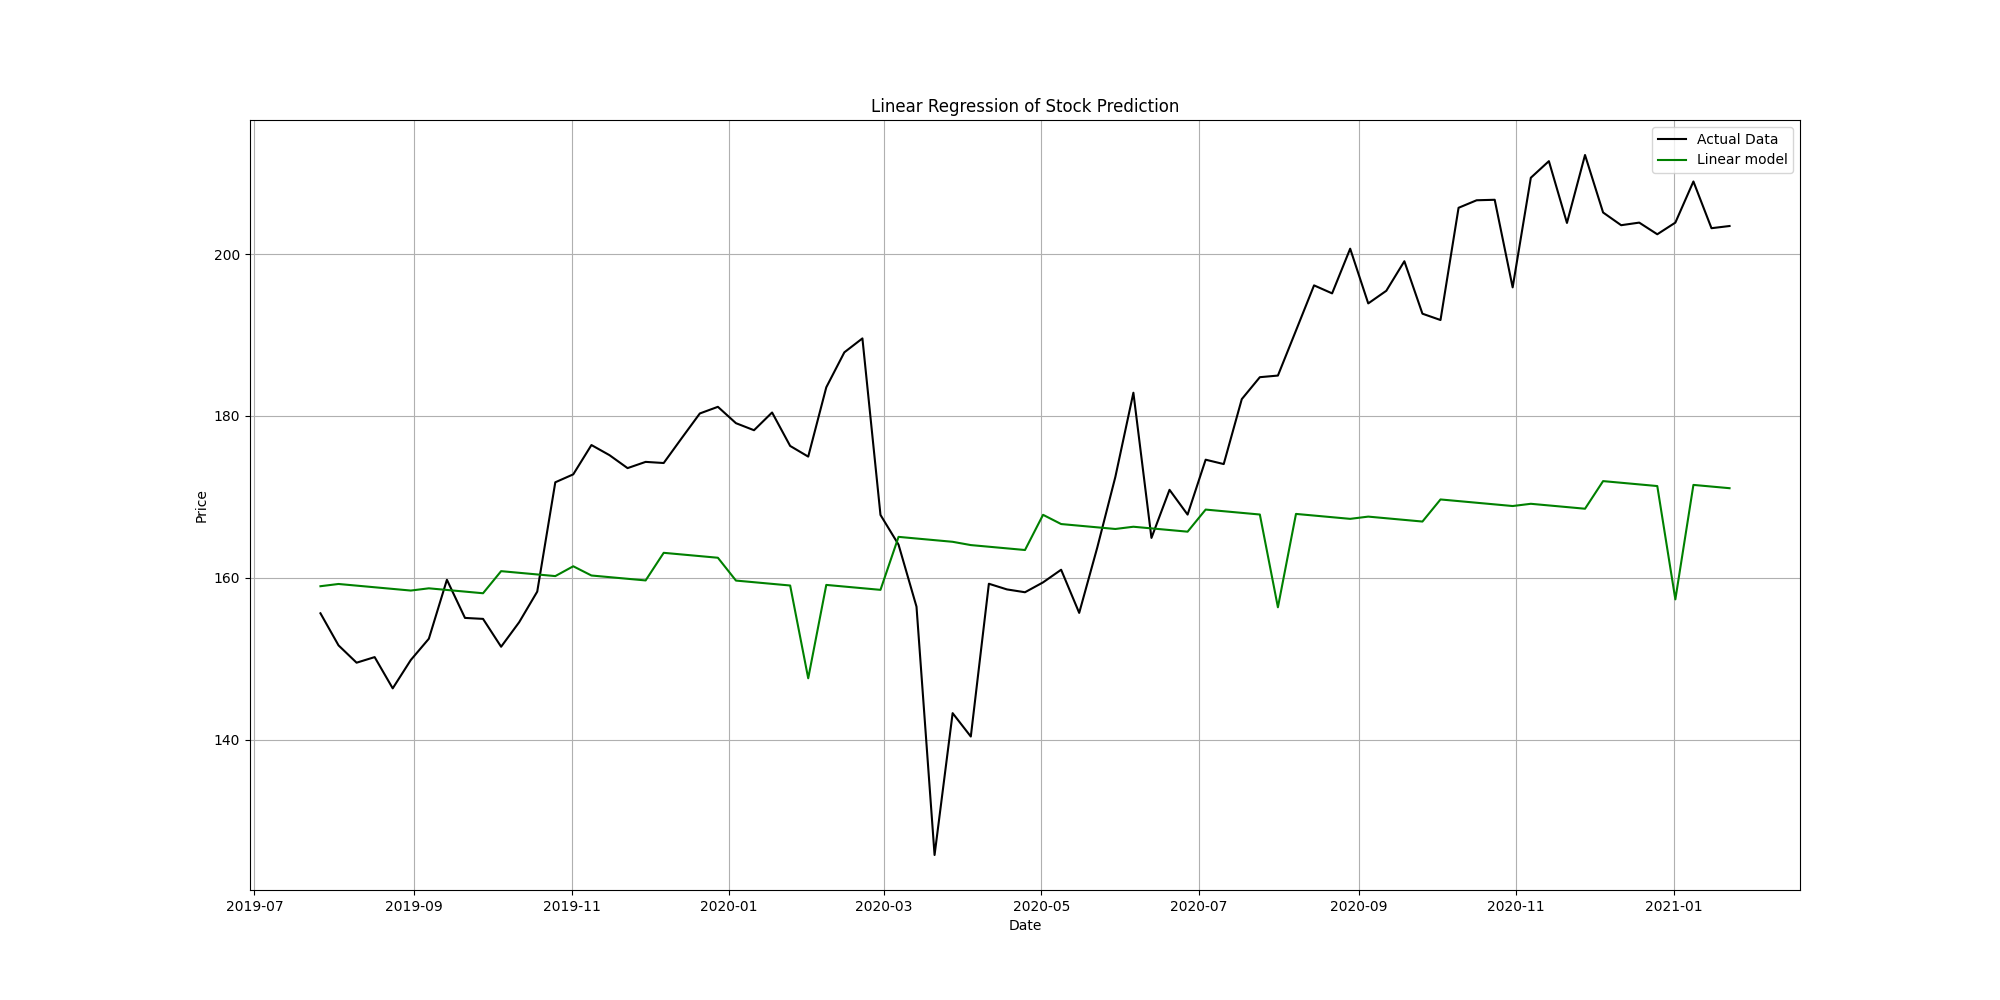 Linear Regression of Stock Prediction
Actual Data
Linear model
200
180
160
140
Price
2019-07 2019-09 2019-11 2020-01 2020-03 2020-05 2020-07 2020-09 2020-11 2021-01
Date